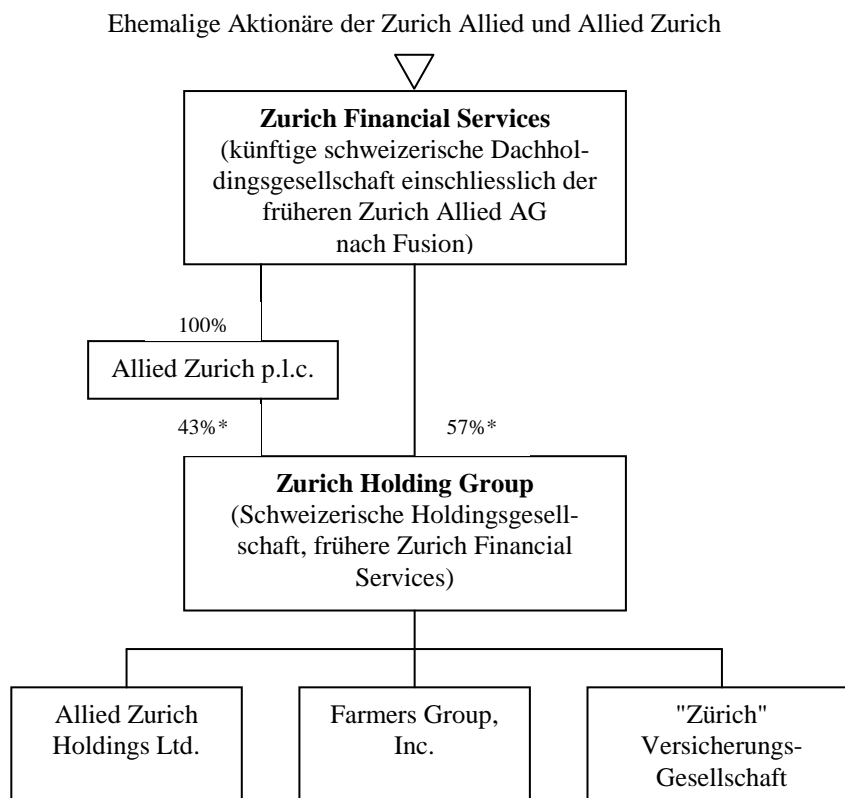 Ehemalige Aktionäre der Zurich Allied und Allied Zurich
Zurich Financial Services
(künftige schweizerische Dachhol-
dingsgesellschaft einschliesslich der
früheren Zurich Allied AG
nach Fusion)
100%
Allied Zurich p.l.c.
43%*
57%*
Zurich Holding Group
(Schweizerische Holdingsgesell-
schaft, frühere Zurich Financial
Services)
Allied Zurich
Holdings Ltd.
Farmers Group,
Inc.
"Zürich"
Versicherungs-
Gesellschaft